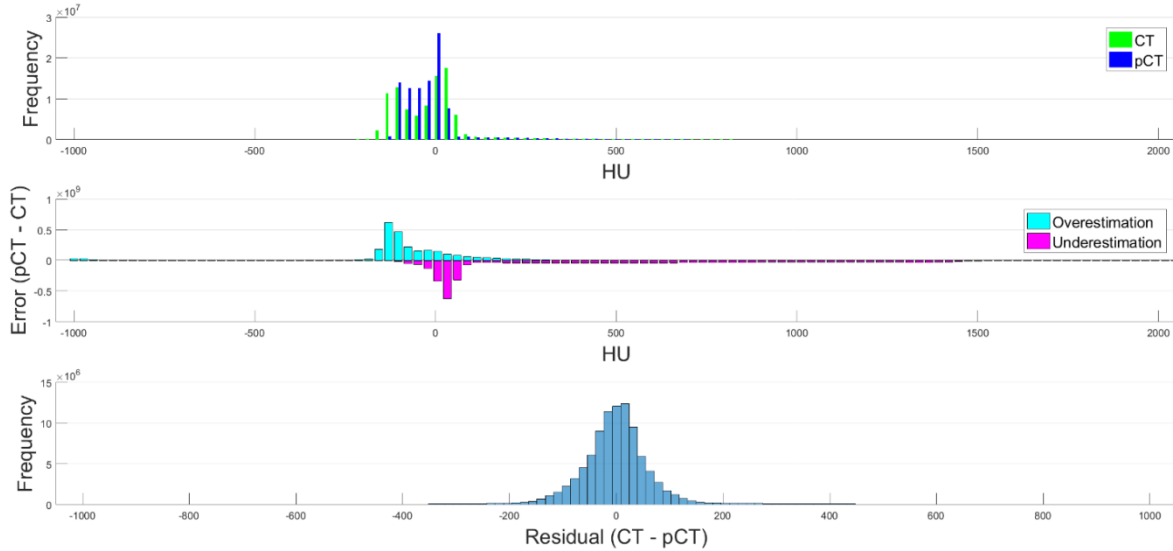 ×10⁷
3
2
1
0
Frequency
CT
pCT
-1000 -500 0 500 1000 1500 2000
HU
×10⁹
1
0.5
0
-0.5
-1
Error (pCT - CT)
Overestimation
Underestimation
-1000 -500 0 500 1000 1500 2000
HU
×10⁶
15
10
5
0
Frequency
-1000 -800 -600 -400 -200 0 200 400 600 800 1000
Residual (CT - pCT)